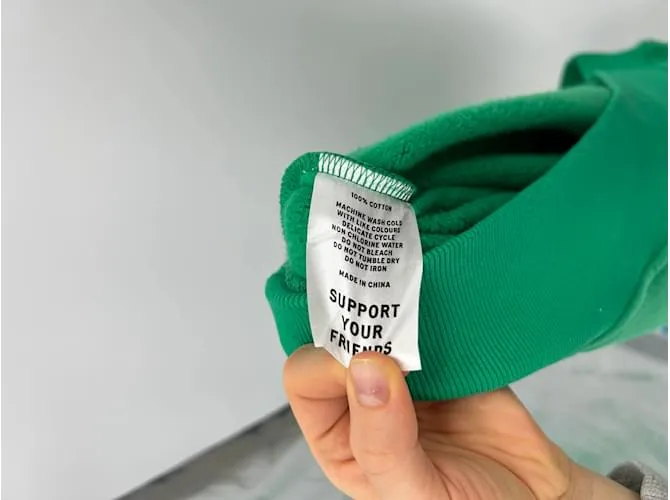 100% COTTON
MACHINE WASH COLD
WITH LIKE COLOURS
DELICATE CYCLE
NON CHLORINE WATER
DO NOT BLEACH
DO NOT TUMBLE DRY
DO NOT IRON
MADE IN CHINA
SUPPORT
YOUR
FRIENDS